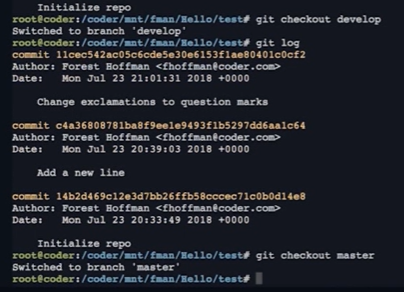 Initialize repo
root@coder:/coder/mnt/fman/Hello/test# git checkout develop
Switched to branch 'develop'
root@coder:/coder/mnt/fman/Hello/test# git log
commit 11cec542ac05c6cde5e30e6153f1ae80401c0cf2
Author: Forest Hoffman <fhoffman@coder.com>
Date: Mon Jul 23 21:01:31 2018 +0000
Change exclamations to question marks
commit c4a36808781ba8f9ee1e9493f1b5297dd6aa1c64
Author: Forest Hoffman <fhoffman@coder.com>
Date: Mon Jul 23 20:39:03 2018 +0000
Add a new line
commit 14b2d469c12e3d7bb26ffb58cccec71c0b0d14e8
Author: Forest Hoffman <fhoffman@coder.com>
Date: Mon Jul 23 20:33:49 2018 +0000
Initialize repo
root@coder:/coder/mnt/fman/Hello/test# git checkout master
Switched to branch 'master'
root@coder:/coder/mnt/fman/Hello/test#